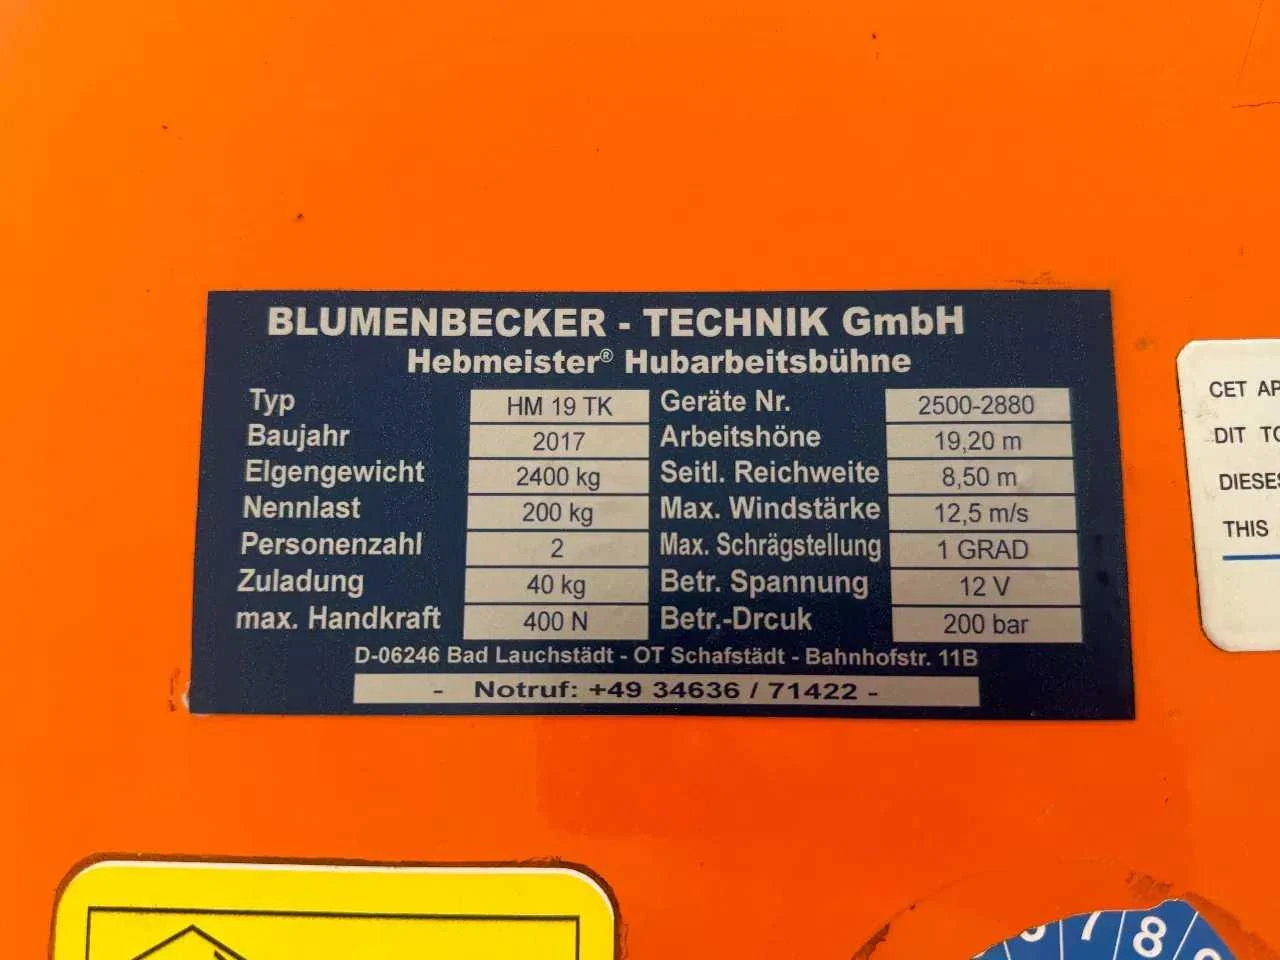 BLUMENBECKER - TECHNIK GmbH
Hebmeister® Hubarbeitsbühne
Typ HM 19 TK Geräte Nr. 2500-2880
Baujahr 2017 Arbeitshöne 19,20 m
EIgengewicht 2400 kg Seitl. Reichweite 8,50 m
Nennlast 200 kg Max. Windstärke 12,5 m/s
Personenzahl 2 Max. Schrägstellung 1 GRAD
Zuladung 40 kg Betr. Spannung 12 V
max. Handkraft 400 N Betr.-Drcuk 200 bar
D-06246 Bad Lauchstädt - OT Schafstädt - Bahnhofstr. 11B
- Notruf: +49 34636 / 71422 -
CET AP
DIT TO
DIESES
THIS
7 8